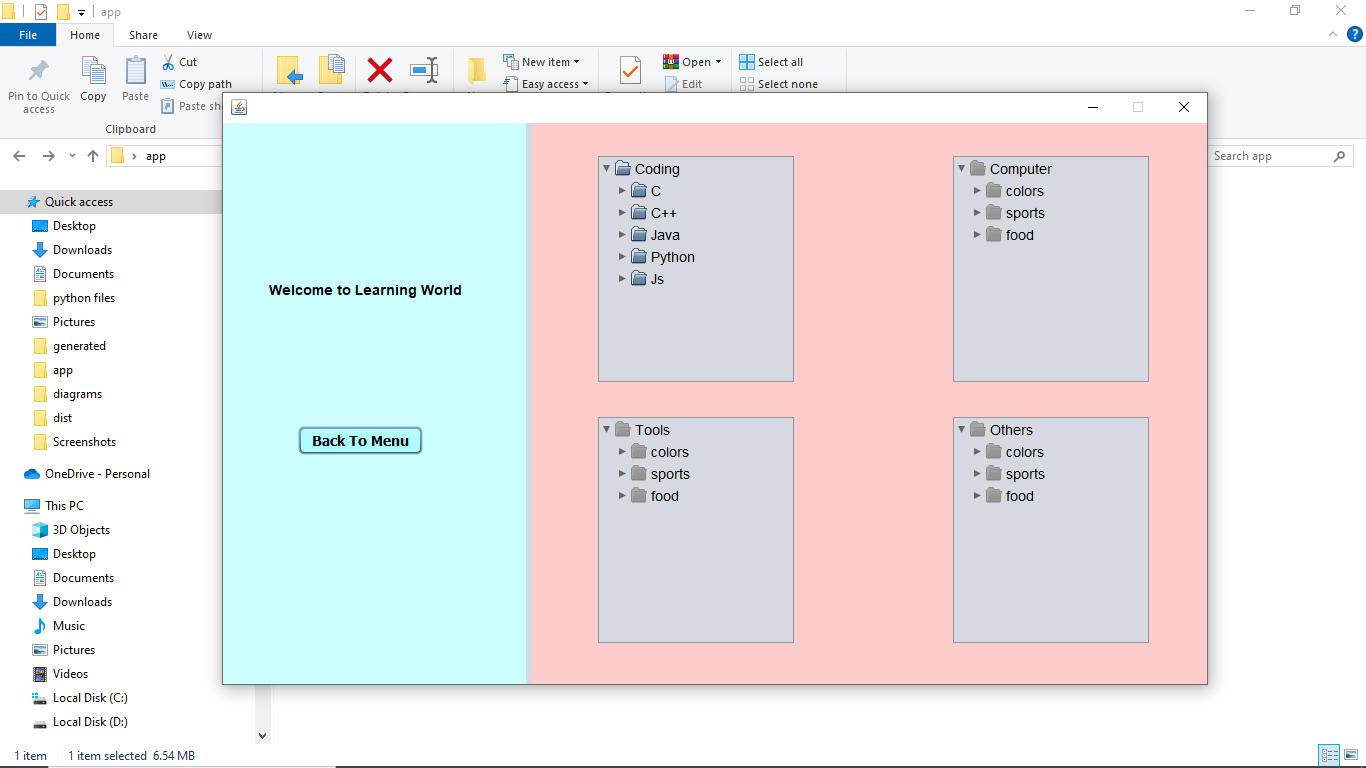 app
File Home Share View
Cut
Copy path
Paste
Pin to Quick access
Copy
Paste
Clipboard
New item
Easy access
Open
Edit
Select all
Select none
app
Search app
Quick access
Desktop
Downloads
Documents
python files
Pictures
generated
app
diagrams
dist
Screenshots
OneDrive - Personal
This PC
3D Objects
Desktop
Documents
Downloads
Music
Pictures
Videos
Local Disk (C:)
Local Disk (D:)
1 item 1 item selected 6.54 MB
Welcome to Learning World
Back To Menu
Coding
C
C++
Java
Python
Js
Computer
colors
sports
food
Tools
colors
sports
food
Others
colors
sports
food